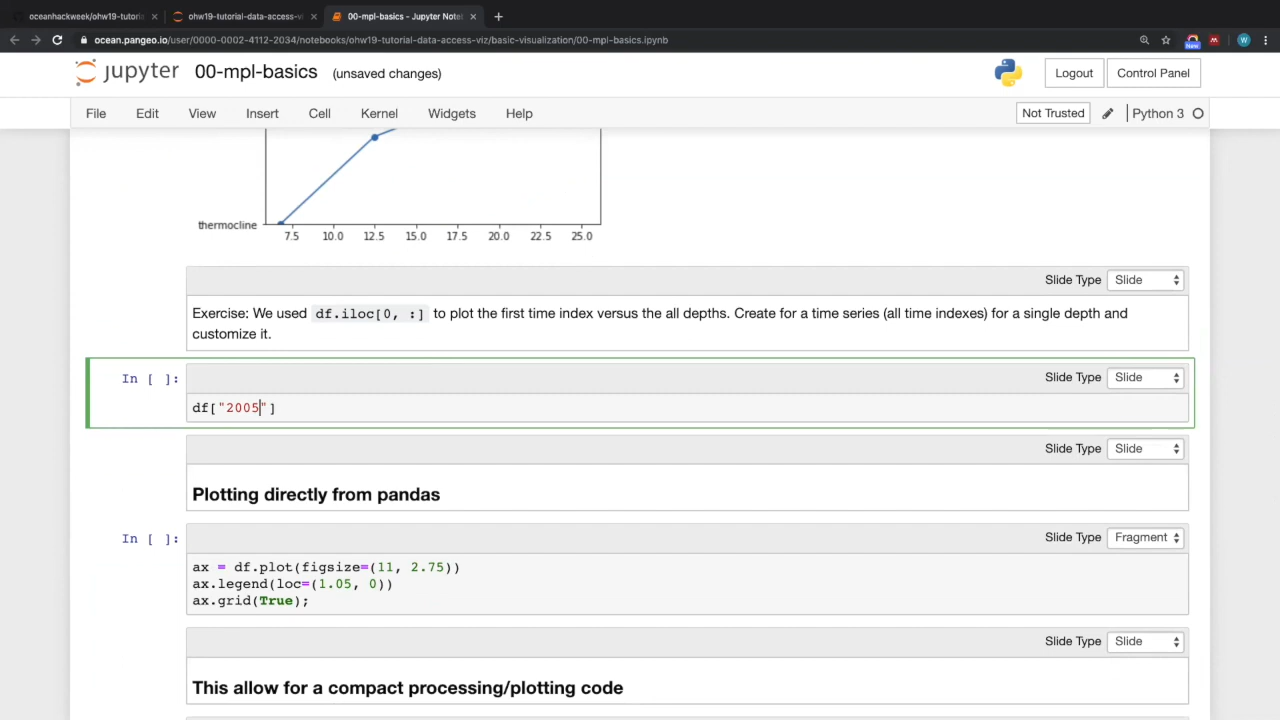 oceanhackweek/ohw19-tutoria
ohw19-tutorial-data-access-vi
00-mpl-basics - Jupyter Note
ocean.pangeo.io/user/0000-0002-4112-2034/notebooks/ohw19-tutorial-data-access-viz/basic-visualization/00-mpl-basics.ipynb
New
W
jupyter 00-mpl-basics (unsaved changes)
Logout
Control Panel
File Edit View Insert Cell Kernel Widgets Help
Not Trusted
Python 3
thermocline
7.5 10.0 12.5 15.0 17.5 20.0 22.5 25.0
Slide Type Slide
Exercise: We used df.iloc[0, :] to plot the first time index versus the all depths. Create for a time series (all time indexes) for a single depth and
customize it.
In [ ]:
Slide Type Slide
df["2005"]
Slide Type Slide
Plotting directly from pandas
In [ ]:
Slide Type Fragment
ax = df.plot(figsize=(11, 2.75))
ax.legend(loc=(1.05, 0))
ax.grid(True);
Slide Type Slide
This allow for a compact processing/plotting code